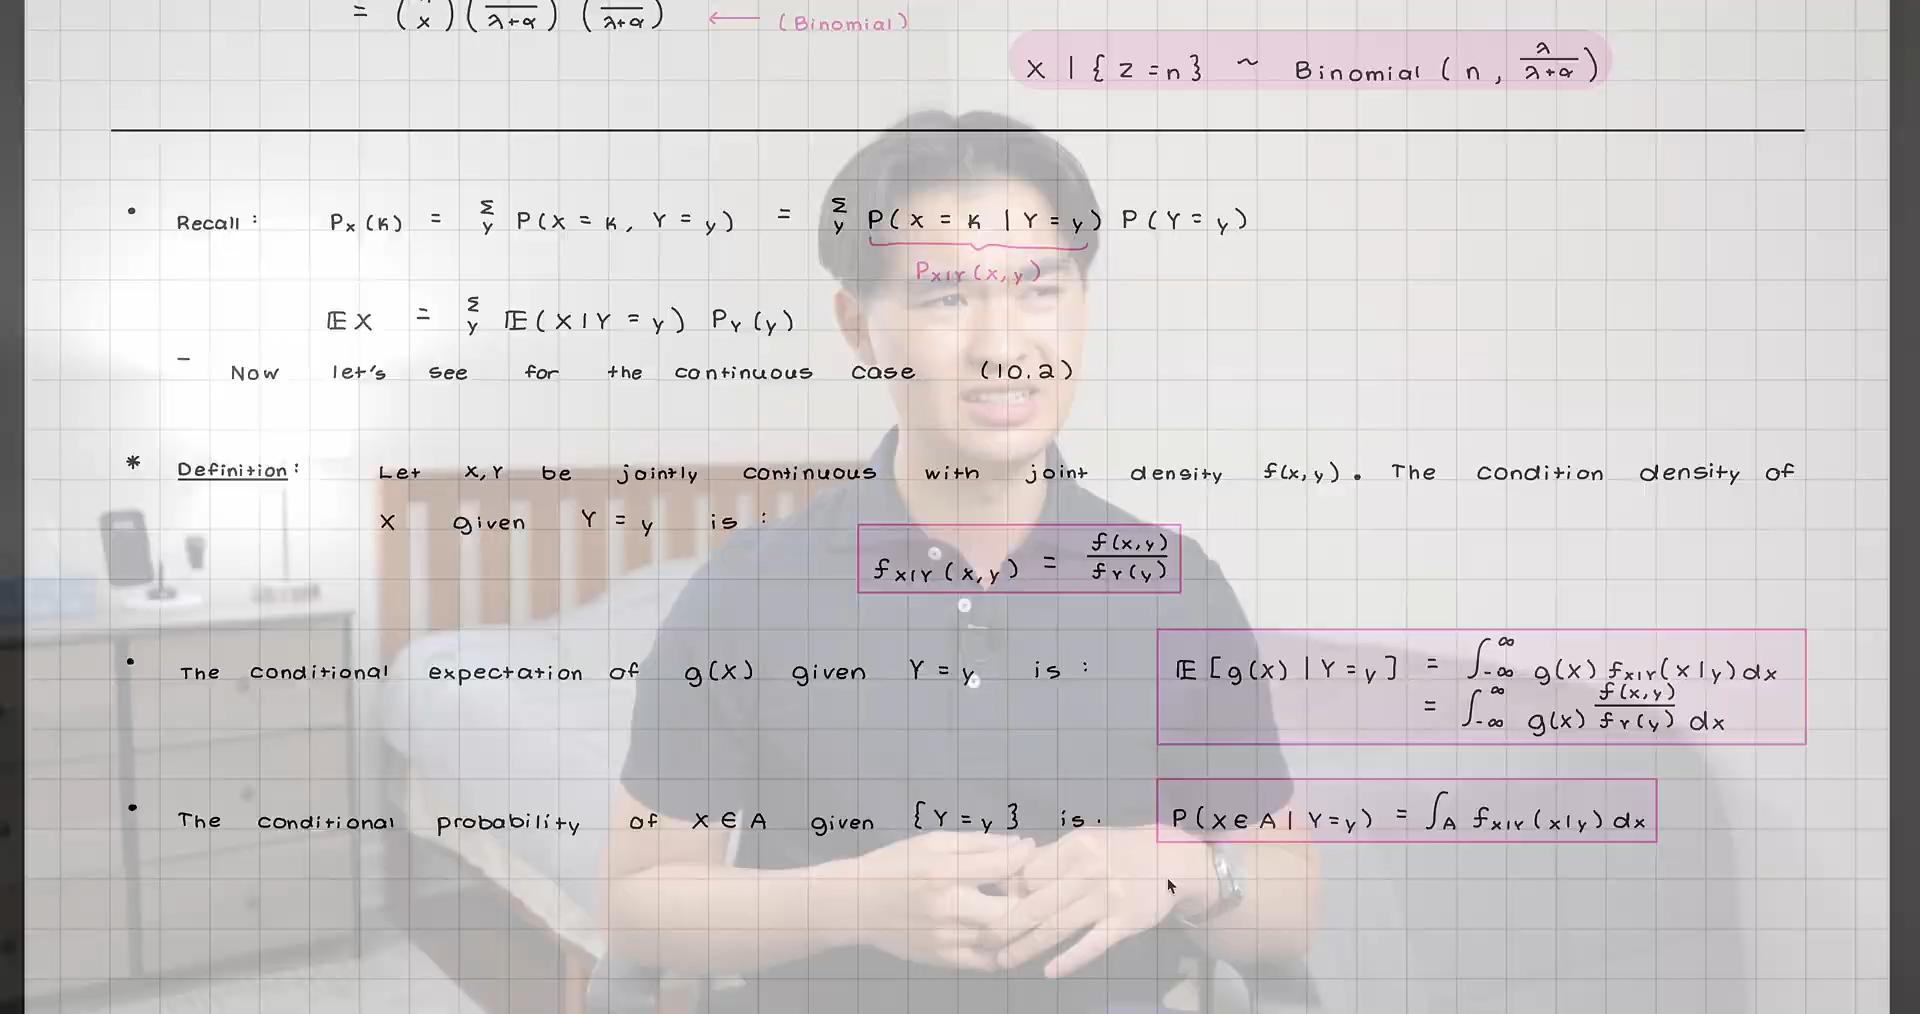 = (x) (/λ+α) (/λ+α) ← (Binomial)
X | { Z = n } ~ Binomial ( n , λ/λ+α )
• Recall : Pₓ(k) = Σ_y P(X = k, Y = y) = Σ_y P(X = k | Y = y) P(Y = y)
P_X|Y (x, y)
𝔼X = Σ_y 𝔼(X | Y = y) P_Y (y)
– Now let's see for the continuous case (10.2)
* Definition: Let X, Y be jointly continuous with joint density f(x, y). The condition density of
X given Y = y is :
f_X|Y (x, y) = f(x, y)/f_Y(y)
• The conditional expectation of g(X) given Y = y is : 𝔼[g(X) | Y = y] = ∫_-∞^∞ g(x) f_X|Y(x | y) dx
= ∫_-∞^∞ g(x) f(x, y)/f_Y(y) dx
• The conditional probability of X ∈ A given {Y = y} is. P(X ∈ A | Y = y) = ∫_A f_X|Y (x | y) dx